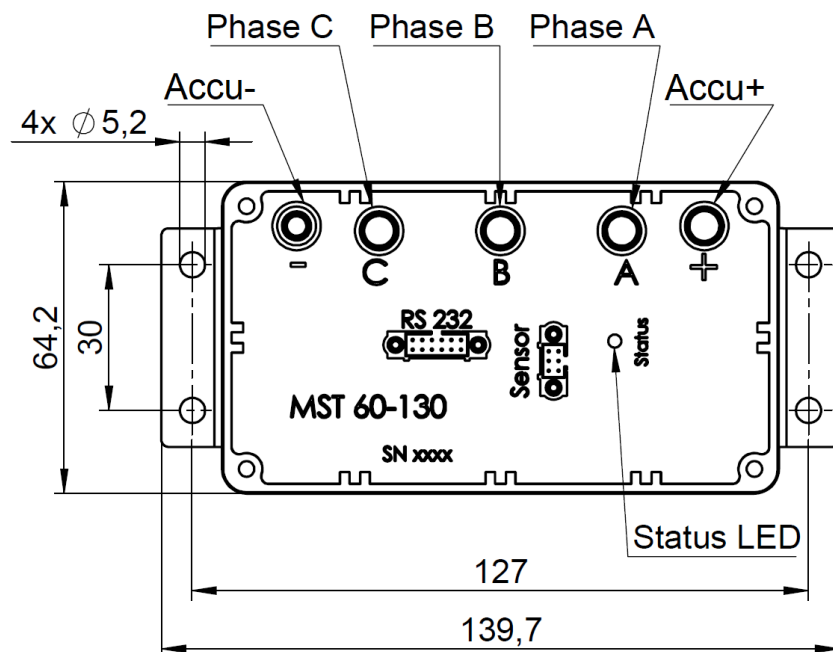 Phase C Phase B Phase A
Accu- Accu+
4x ∅ 5,2
- C B A +
64,2
30
RS 232
Sensor
Status
MST 60-130
SN xxxx
Status LED
127
139,7